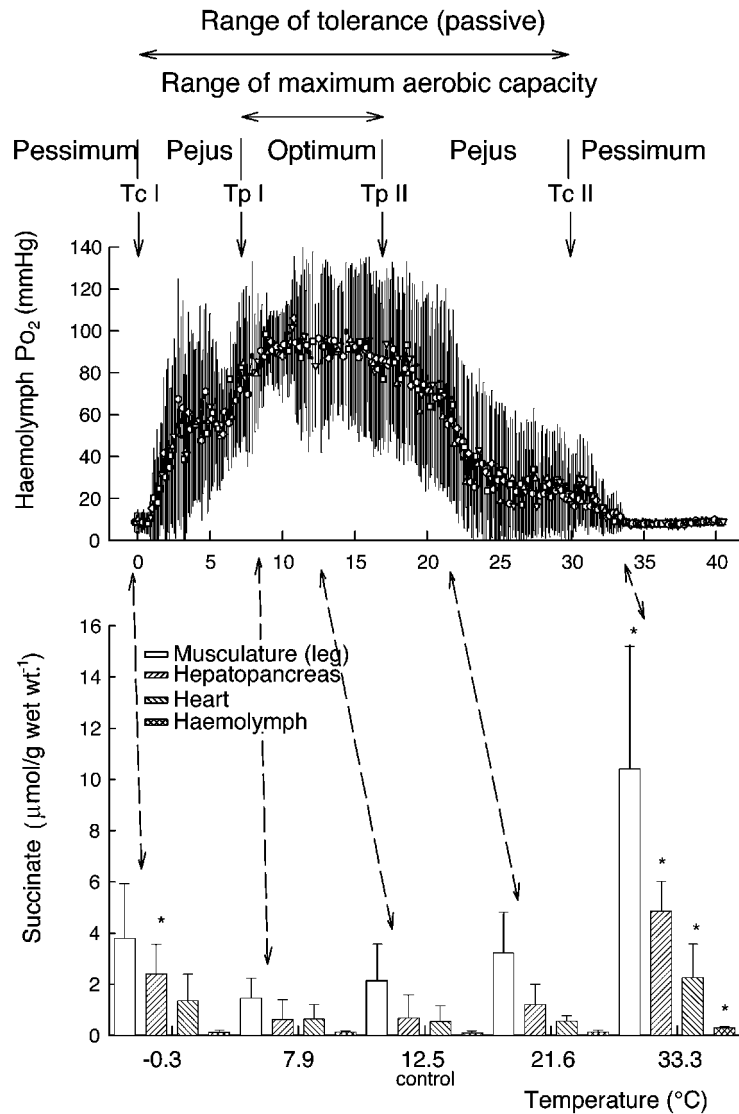 Range of tolerance (passive)
Range of maximum aerobic capacity
Pessimum Pejus Optimum Pejus Pessimum
Tc I Tp I Tp II Tc II
Haemolymph Po₂ (mmHg)
140
120
100
80
60
40
20
0
0 5 10 15 20 25 30 35 40
Succinate (μmol/g wet wt.⁻¹)
16
14
12
10
8
6
4
2
0
Musculature (leg)
Hepatopancreas
Heart
Haemolymph
*
*
*
*
*
-0.3 7.9 12.5 21.6 33.3
control
Temperature (°C)